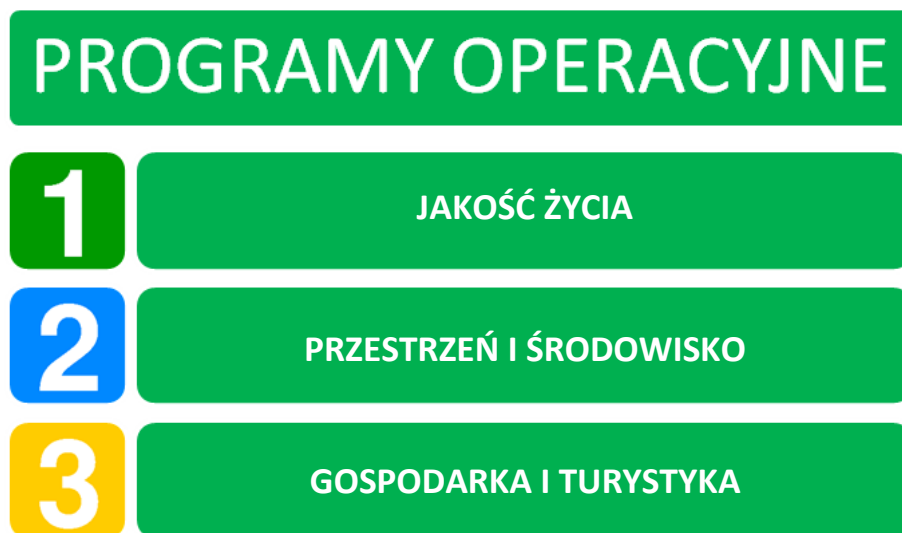 PROGRAMY OPERACYJNE
1
JAKOŚĆ ŻYCIA
2
PRZESTRZEŃ I ŚRODOWISKO
3
GOSPODARKA I TURYSTYKA